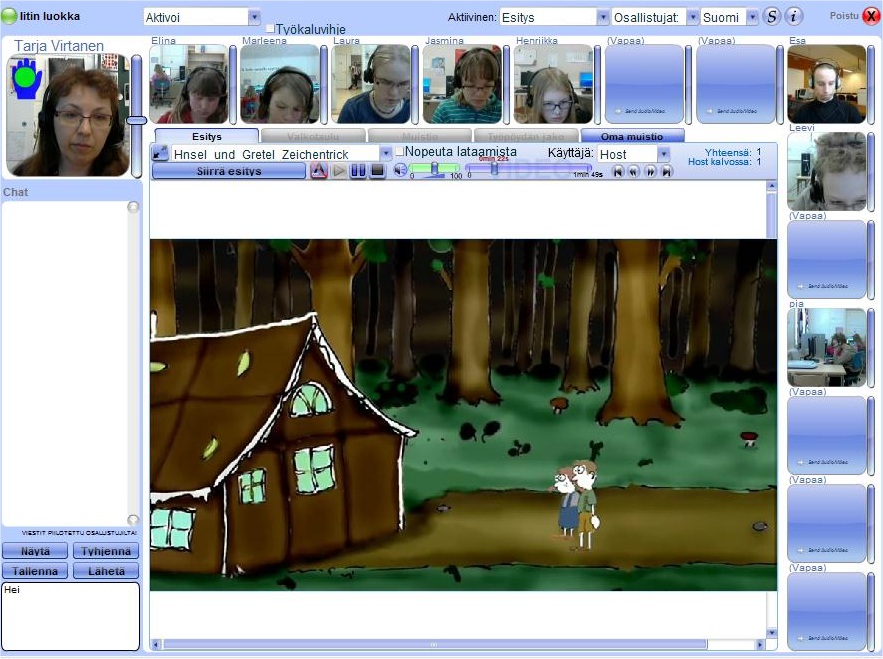 Iitin luokka
Aktivoi
Työkaluvihje
Aktiivinen: Esitys
Osallistujat:
Suomi
S
i
Poistu X
Tarja Virtanen
Elina
Marleena
Laura
Jasmina
Henriikka
(Vapaa)
(Vapaa)
Esa
Send Audio/Video
Send Audio/Video
Esitys
Valkotaulu
Muistio
Työpöydän jako
Oma muistio
Hnsel und Gretel Zeichentrick
Nopeuta lataamista
Käyttäjä: Host
Yhteensä: 1
Host kalvossa: 1
Siirrä esitys
0 100
0min 22s
0
1min 49s
Chat
Leevi
(Vapaa)
Send Audio/Video
pia
(Vapaa)
Send Audio/Video
(Vapaa)
Send Audio/Video
(Vapaa)
Send Audio/Video
VIESTIT PIILOTETTU OSALLISTUJILTA!
Näytä
Tyhjennä
Tallenna
Lähetä
Hei